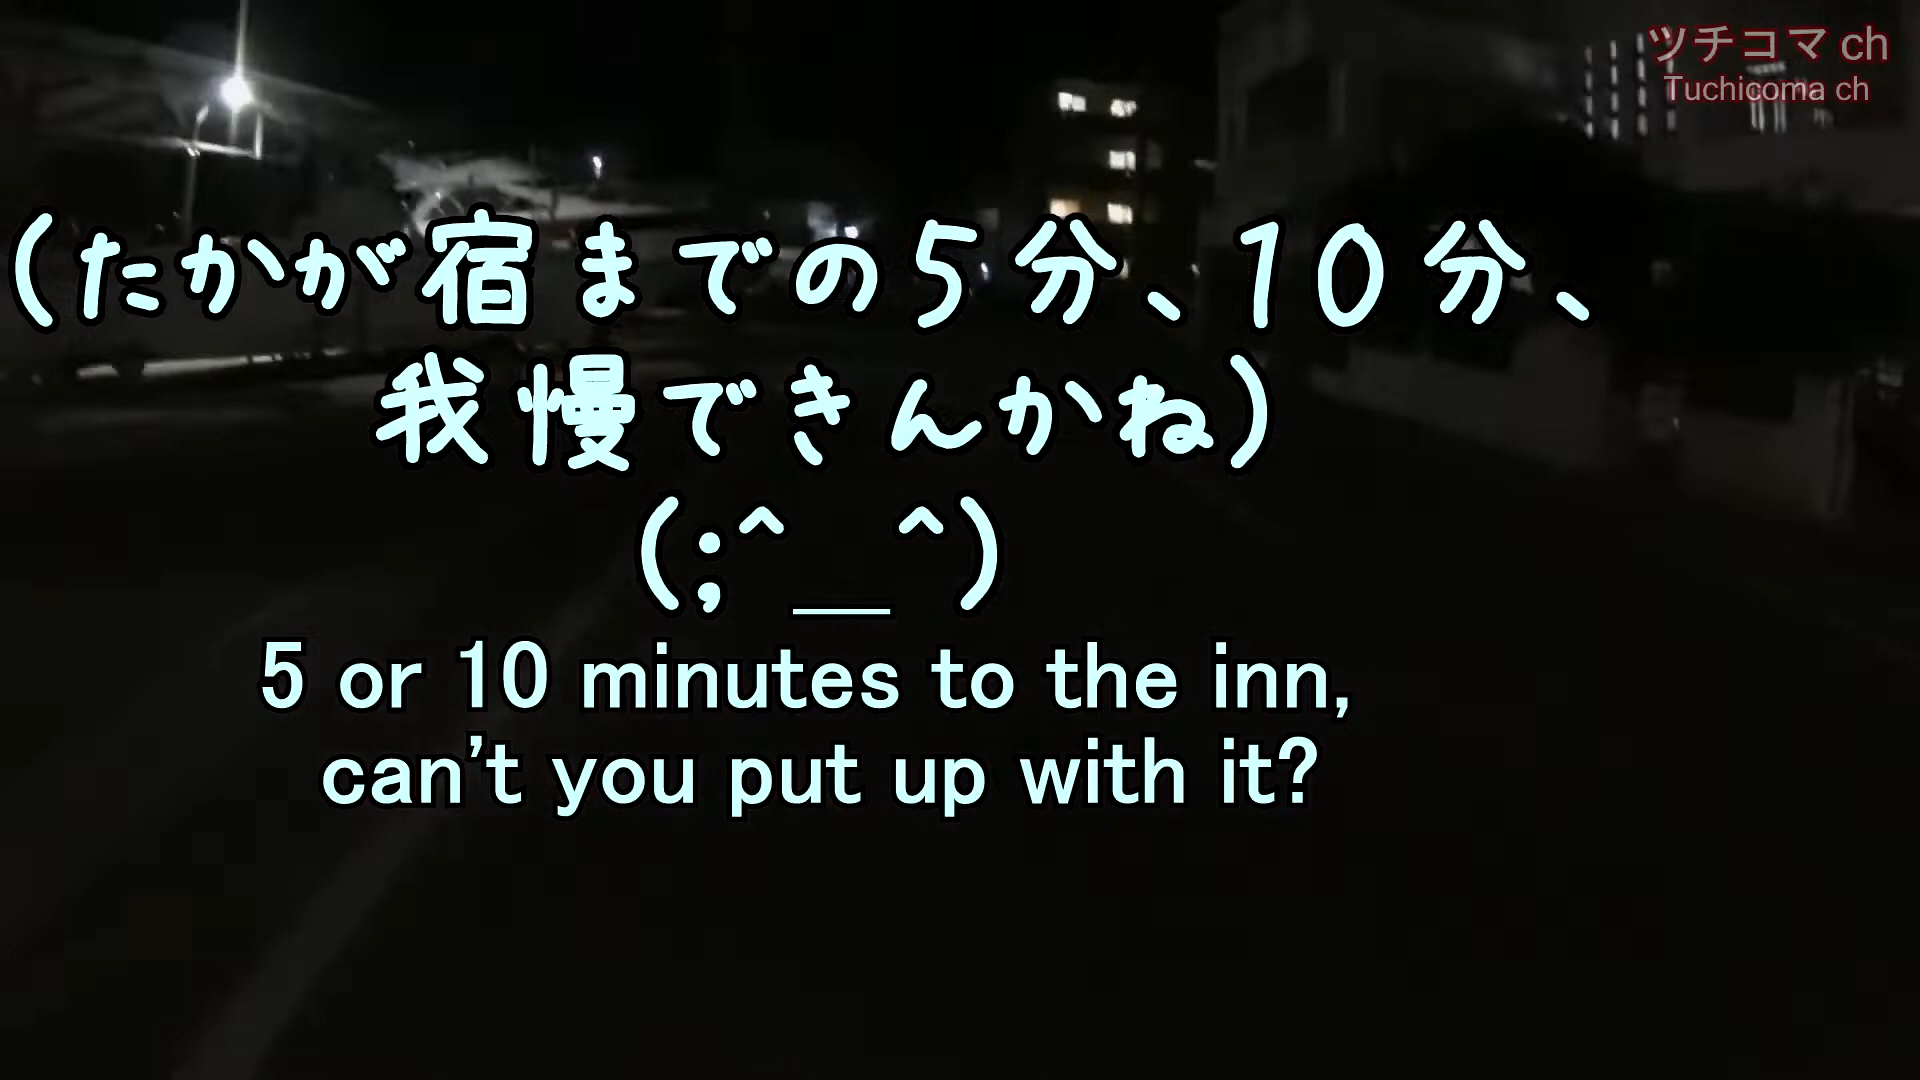 ツチコマ ch
Tuchicoma ch
(たかが宿までの5分、10分、
我慢できんかね)
(;^＿^)
5 or 10 minutes to the inn,
can't you put up with it?